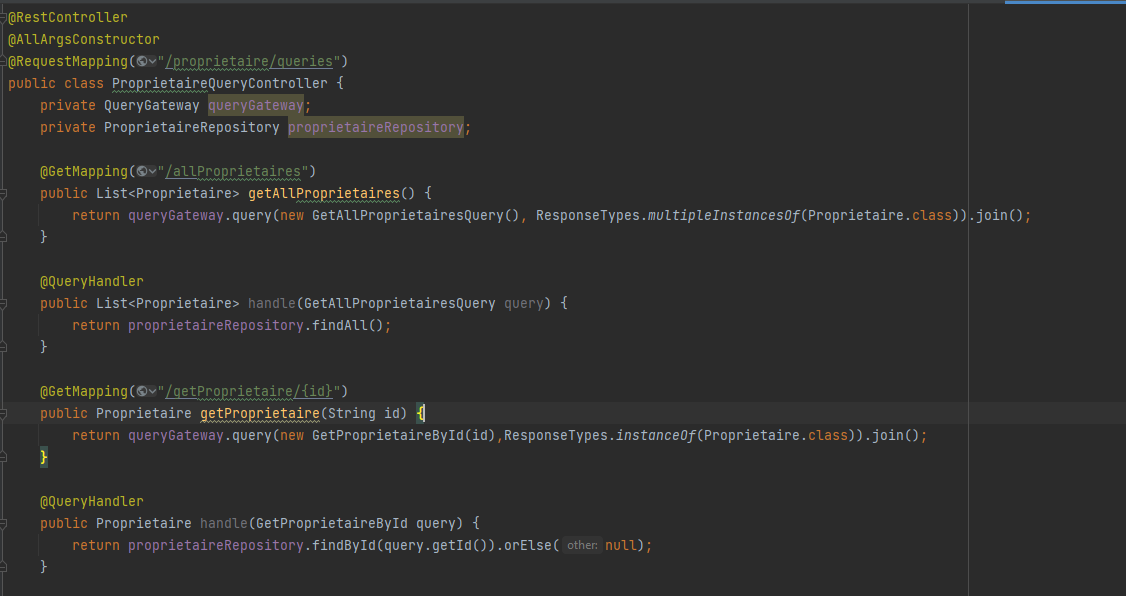 @RestController
@AllArgsConstructor
@RequestMapping("/proprietaire/queries")
public class ProprietaireQueryController {
    private QueryGateway queryGateway;
    private ProprietaireRepository proprietaireRepository;
    @GetMapping("/allProprietaires")
    public List<Proprietaire> getAllProprietaires() {
        return queryGateway.query(new GetAllProprietairesQuery(), ResponseTypes.multipleInstancesOf(Proprietaire.class)).join();
    }
    @QueryHandler
    public List<Proprietaire> handle(GetAllProprietairesQuery query) {
        return proprietaireRepository.findAll();
    }
    @GetMapping("/getProprietaire/{id}")
    public Proprietaire getProprietaire(String id) {
        return queryGateway.query(new GetProprietaireById(id),ResponseTypes.instanceOf(Proprietaire.class)).join();
    }
    @QueryHandler
    public Proprietaire handle(GetProprietaireById query) {
        return proprietaireRepository.findById(query.getId()).orElse( other: null);
    }